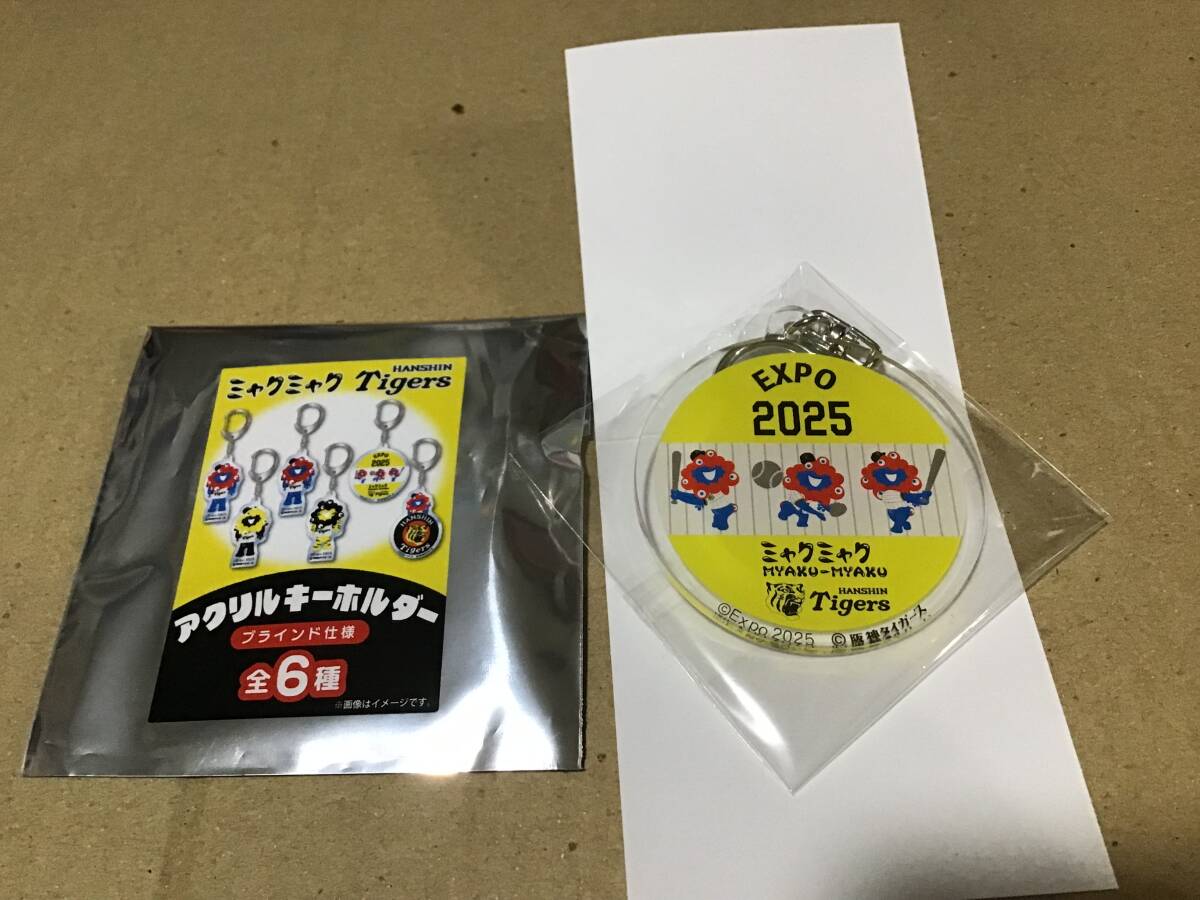 ミャクミャク HANSHIN Tigers
EXPO
2025
HANSHIN
Tigers
アクリルキーホルダー
ブラインド仕様
全6種
※画像はイメージです。
EXPO
2025
ミャクミャク
MYAKU-MYAKU
HANSHIN
Tigers
©EXPO 2025 ©阪神タイガース